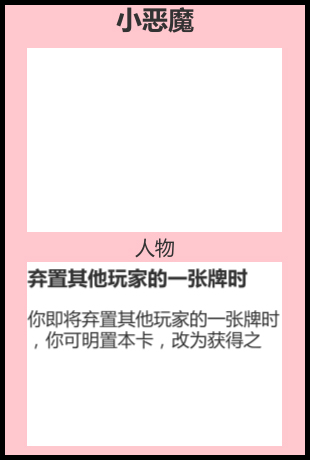 小恶魔
人物
弃置其他玩家的一张牌时
你即将弃置其他玩家的一张牌时
，你可明置本卡，改为获得之